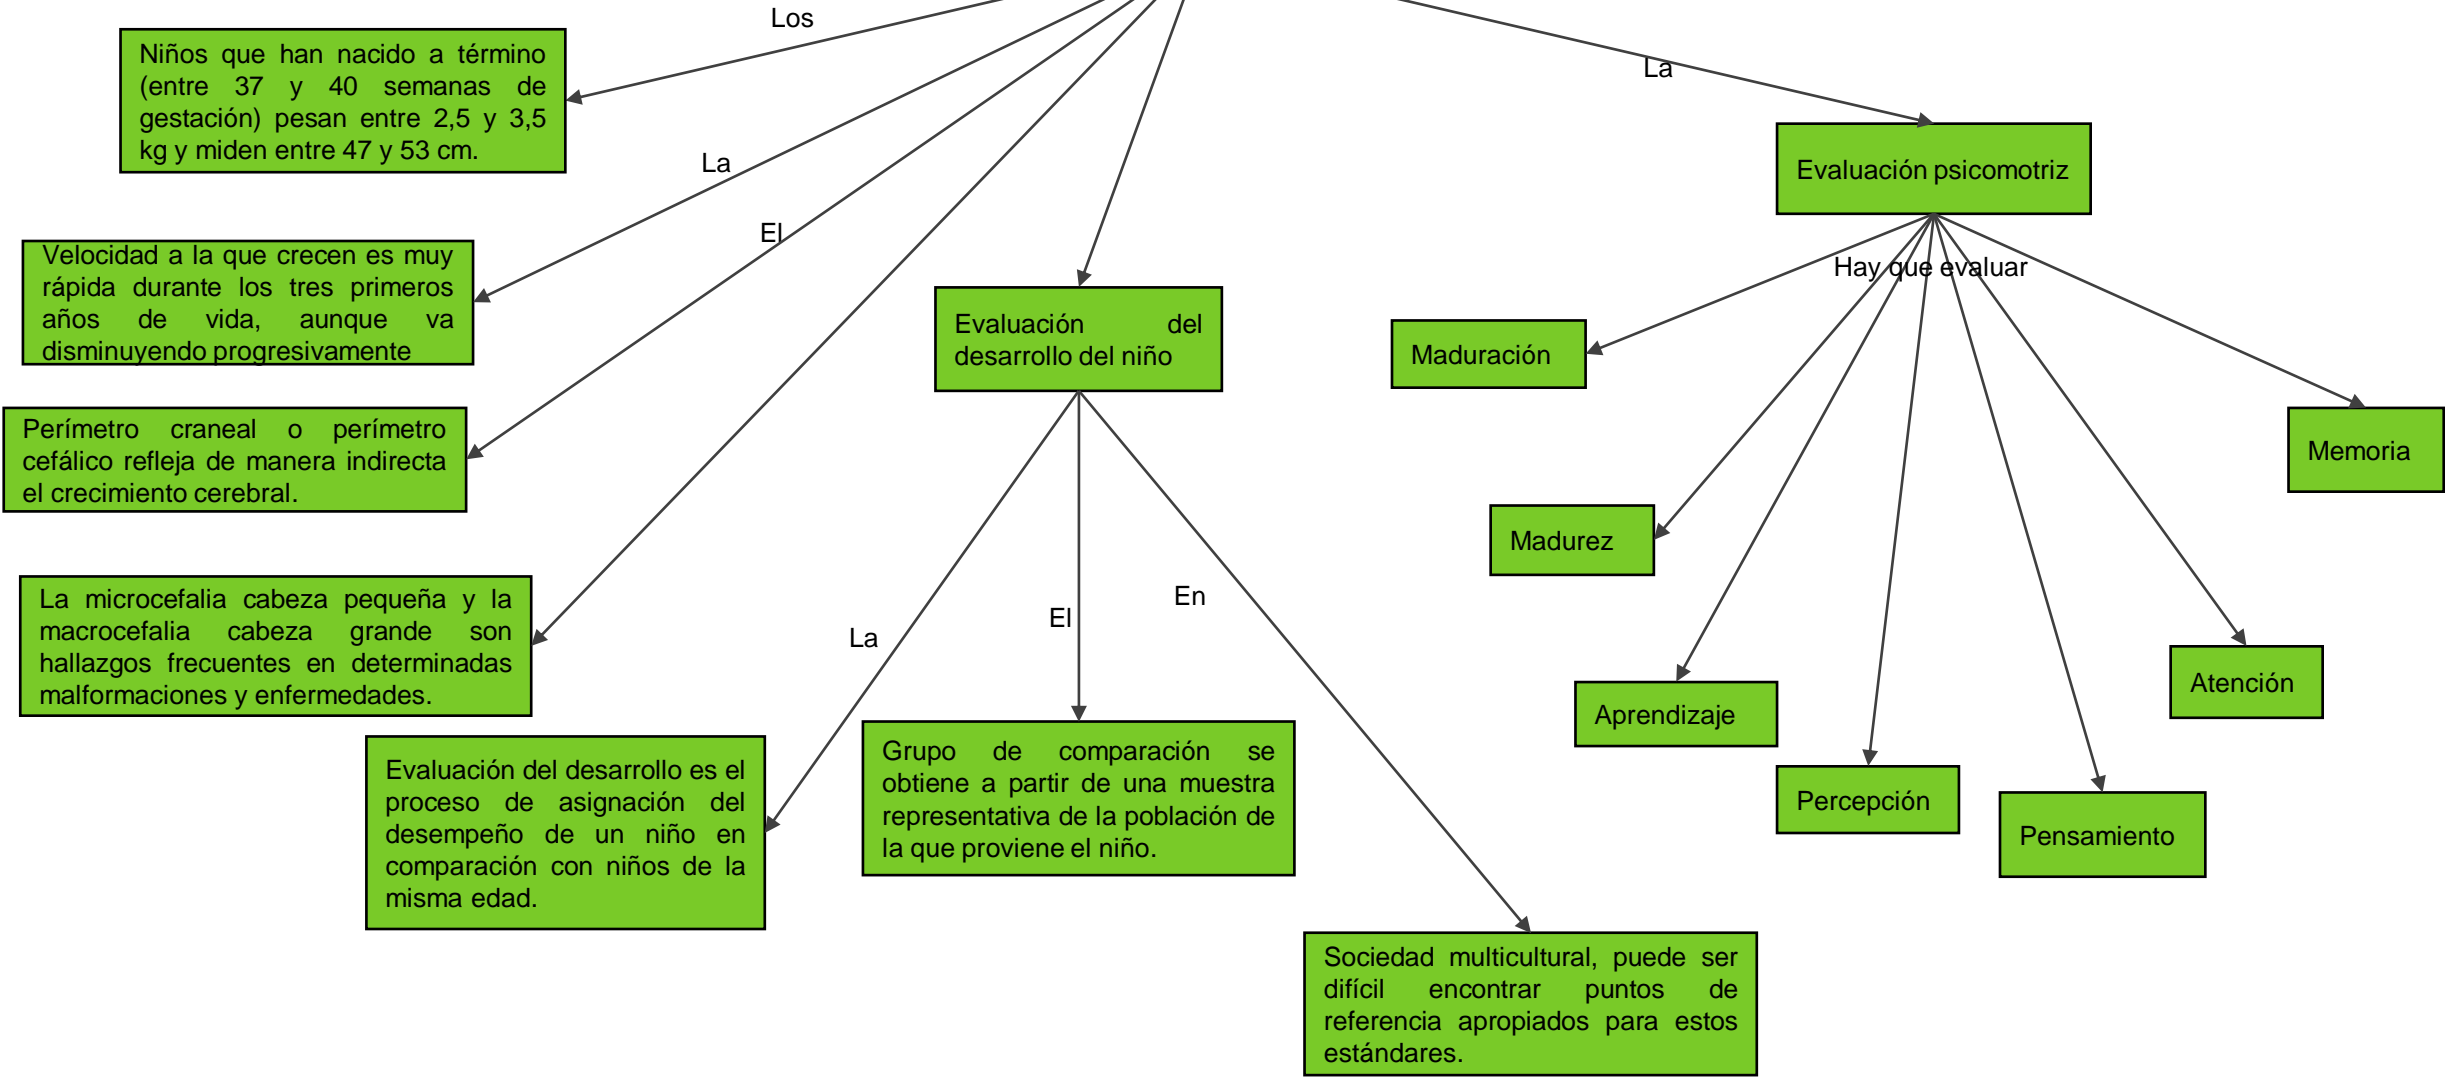 Los
Niños que han nacido a término
(entre 37 y 40 semanas de
gestación) pesan entre 2,5 y 3,5
kg y miden entre 47 y 53 cm.
La
Velocidad a la que crecen es muy
rápida durante los tres primeros
años de vida, aunque va
disminuyendo progresivamente
El
Perímetro craneal o perímetro
cefálico refleja de manera indirecta
el crecimiento cerebral.
La microcefalia cabeza pequeña y la
macrocefalia cabeza grande son
hallazgos frecuentes en determinadas
malformaciones y enfermedades.
Evaluación del
desarrollo del niño
La
Evaluación del desarrollo es el
proceso de asignación del
desempeño de un niño en
comparación con niños de la
misma edad.
El
Grupo de comparación se
obtiene a partir de una muestra
representativa de la población de
la que proviene el niño.
En
Sociedad multicultural, puede ser
difícil encontrar puntos de
referencia apropiados para estos
estándares.
La
Evaluación psicomotriz
Hay que evaluar
Maduración
Madurez
Aprendizaje
Percepción
Pensamiento
Atención
Memoria